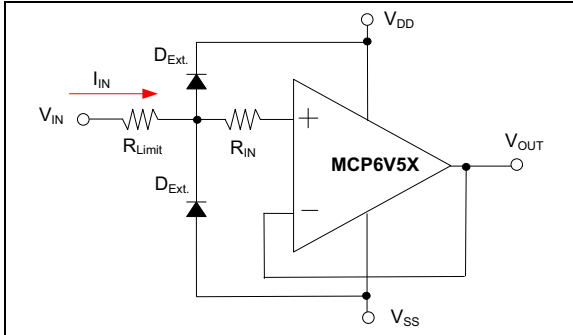 V_DD
D_Ext.
I_IN
V_IN
R_Limit
R_IN
+
MCP6V5X
V_OUT
D_Ext.
−
V_SS